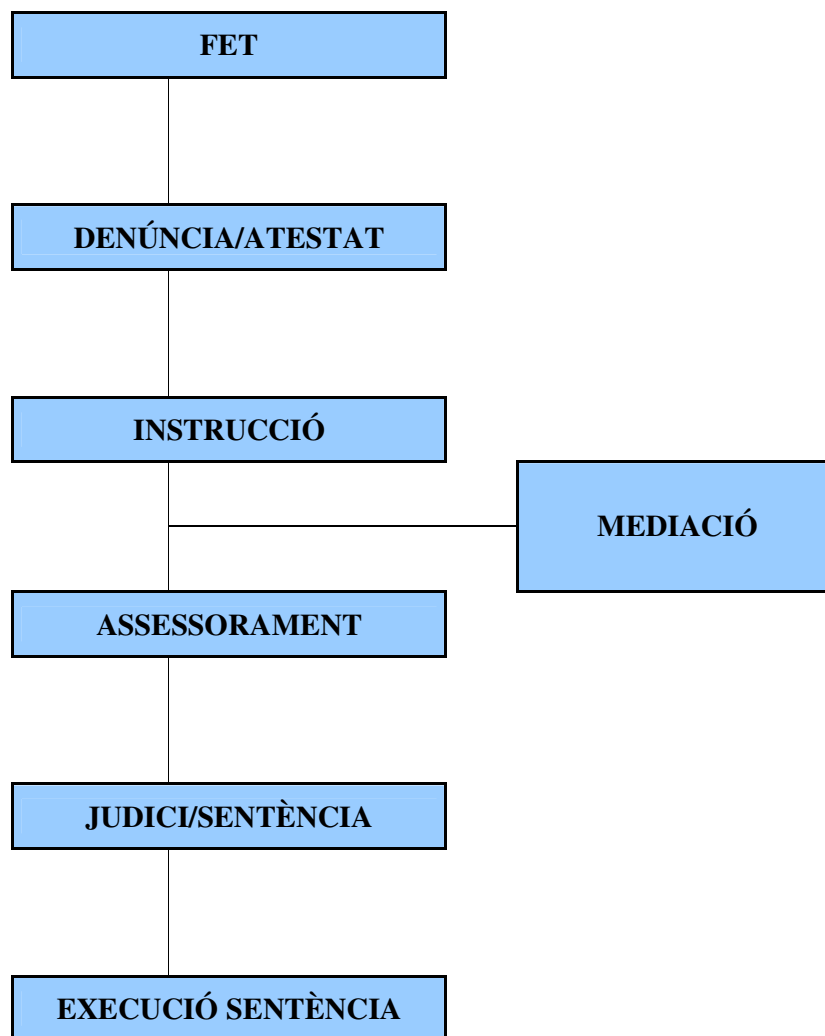 FET
DENÚNCIA/ATESTAT
INSTRUCCIÓ
MEDIACIÓ
ASSESSORAMENT
JUDICI/SENTÈNCIA
EXECUCIÓ SENTÈNCIA